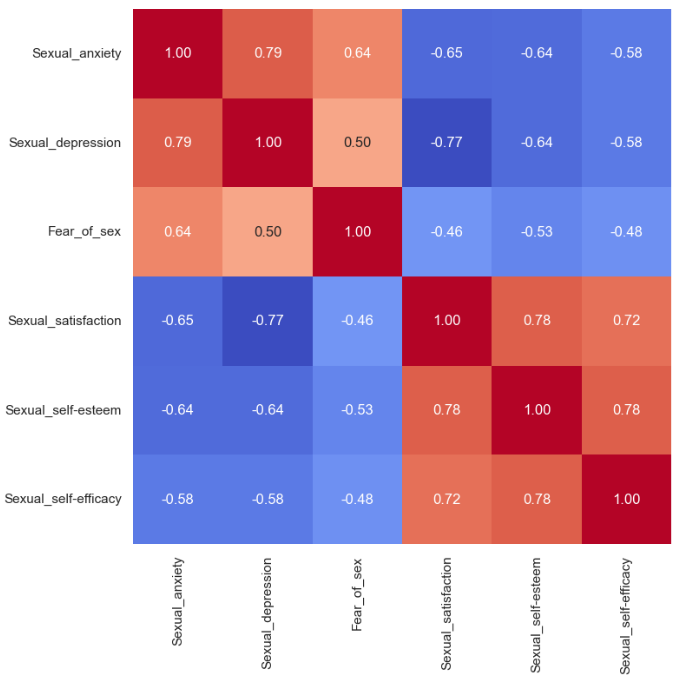 Sexual_anxiety 1.00 0.79 0.64 -0.65 -0.64 -0.58
Sexual_depression 0.79 1.00 0.50 -0.77 -0.64 -0.58
Fear_of_sex 0.64 0.50 1.00 -0.46 -0.53 -0.48
Sexual_satisfaction -0.65 -0.77 -0.46 1.00 0.78 0.72
Sexual_self-esteem -0.64 -0.64 -0.53 0.78 1.00 0.78
Sexual_self-efficacy -0.58 -0.58 -0.48 0.72 0.78 1.00
Sexual_anxiety
Sexual_depression
Fear_of_sex
Sexual_satisfaction
Sexual_self-esteem
Sexual_self-efficacy